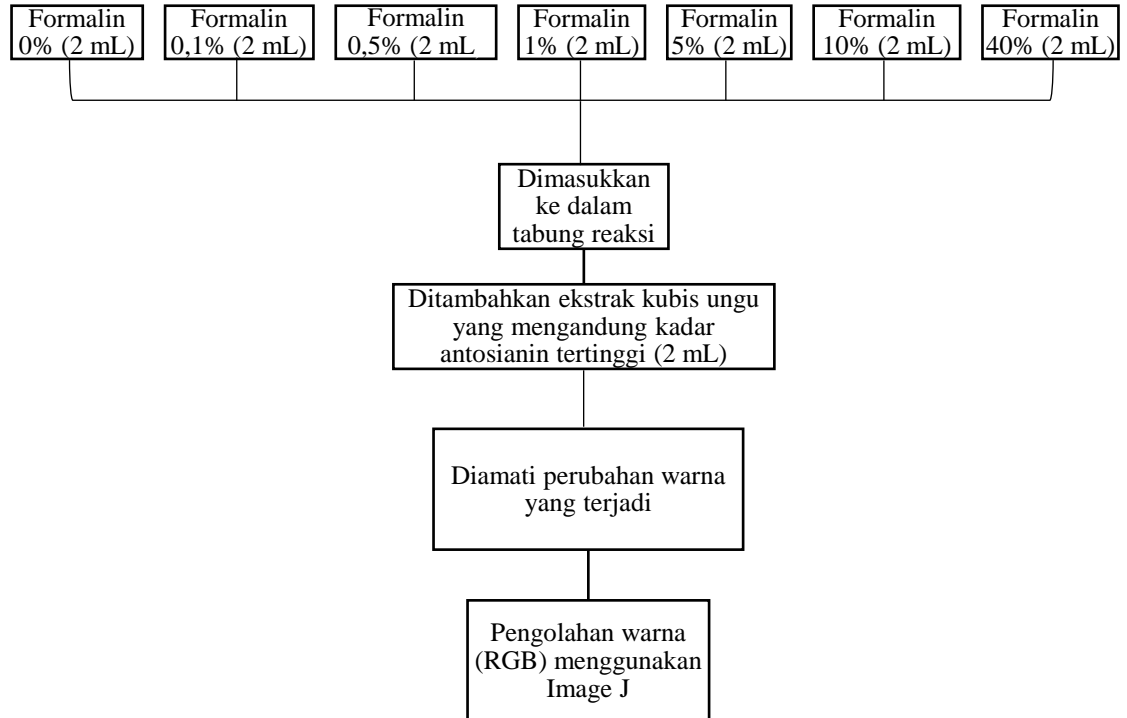 Formalin
0% (2 mL)
Formalin
0,1% (2 mL)
Formalin
0,5% (2 mL
Formalin
1% (2 mL)
Formalin
5% (2 mL)
Formalin
10% (2 mL)
Formalin
40% (2 mL)
Dimasukkan
ke dalam
tabung reaksi
Ditambahkan ekstrak kubis ungu
yang mengandung kadar
antosianin tertinggi (2 mL)
Diamati perubahan warna
yang terjadi
Pengolahan warna
(RGB) menggunakan
Image J